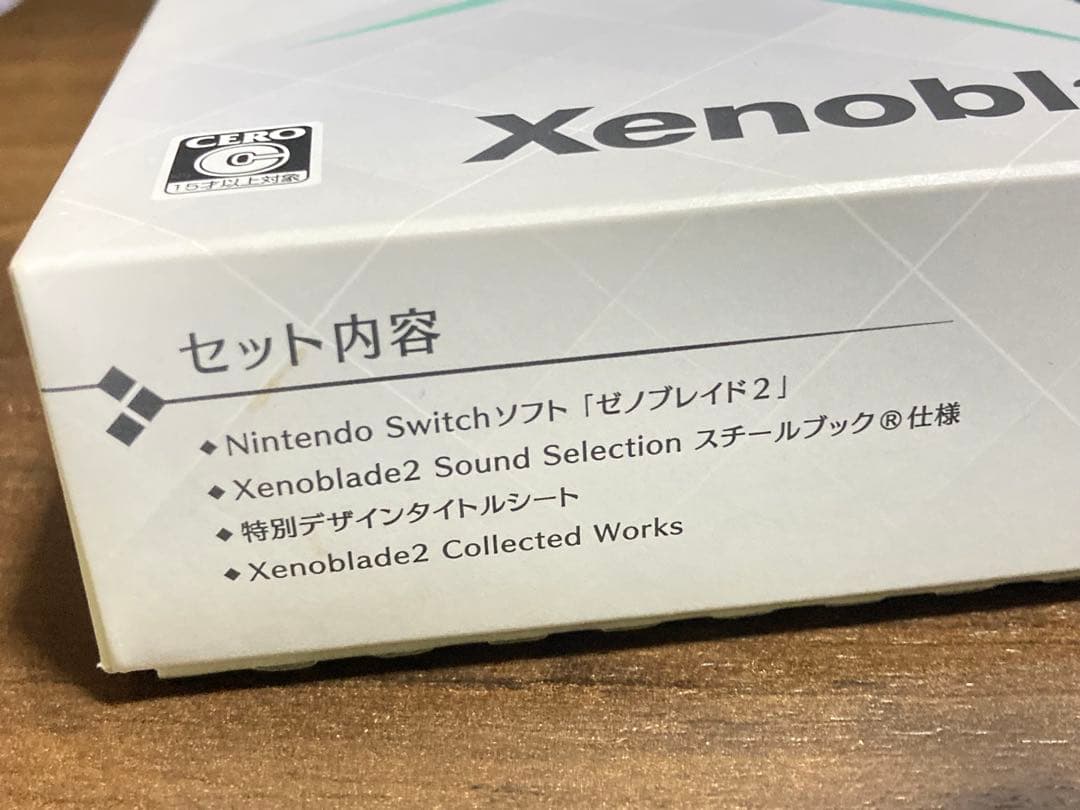 Xenobl
CERO
C
15才以上対象
セット内容
◆Nintendo Switchソフト「ゼノブレイド2」
◆Xenoblade2 Sound Selection スチールブック®仕様
◆特別デザインタイトルシート
◆Xenoblade2 Collected Works